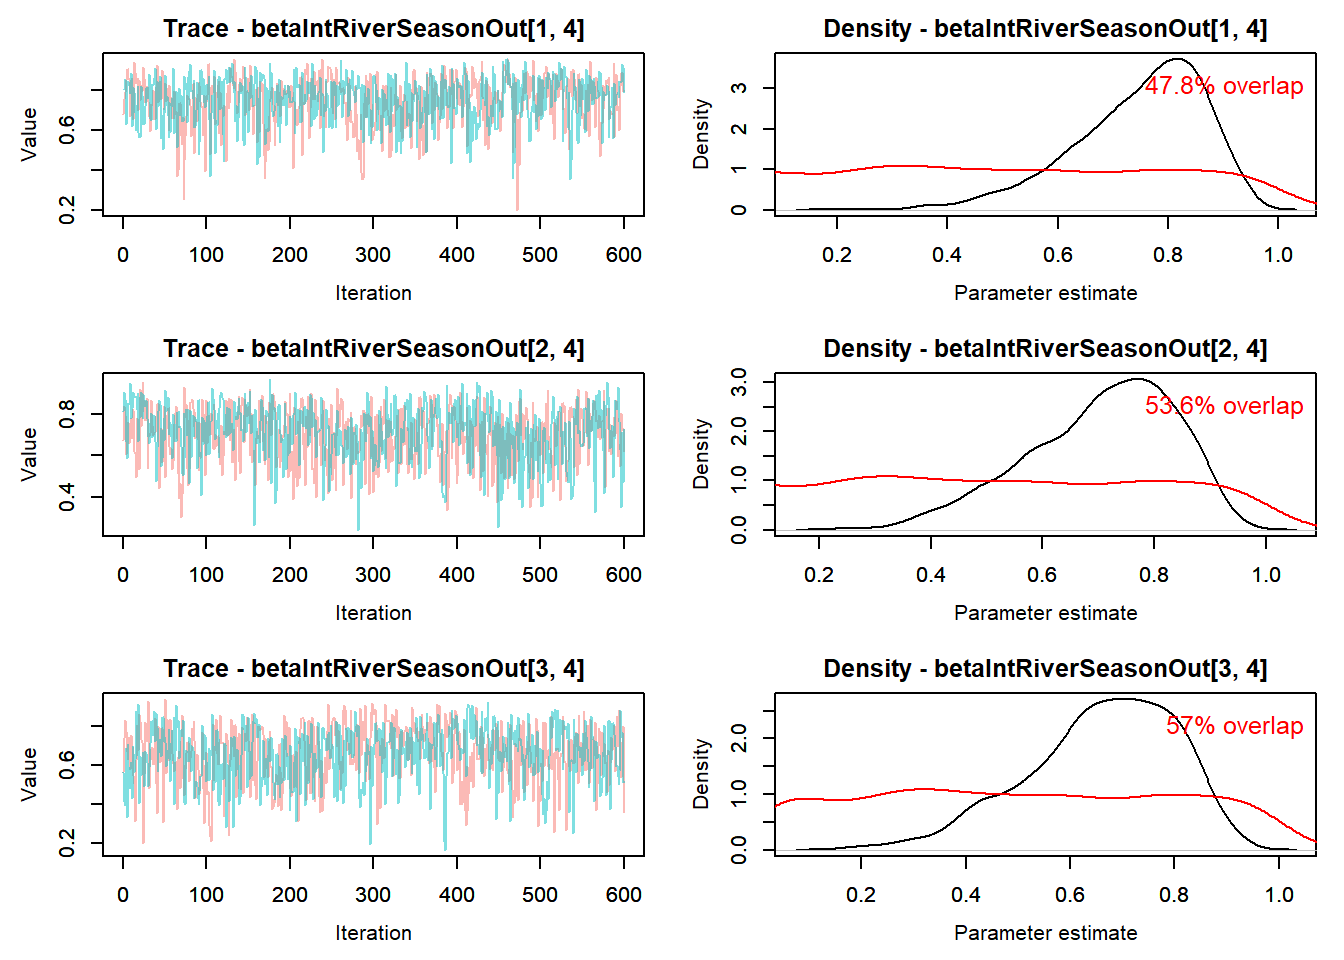 Trace - betaIntRiverSeasonOut[1, 4]
Value
0.2 0.6
0 100 200 300 400 500 600
Iteration
Density - betaIntRiverSeasonOut[1, 4]
47.8% overlap
Density
0 1 2 3
0.2 0.4 0.6 0.8 1.0
Parameter estimate
Trace - betaIntRiverSeasonOut[2, 4]
Value
0.4 0.8
0 100 200 300 400 500 600
Iteration
Density - betaIntRiverSeasonOut[2, 4]
53.6% overlap
Density
0.0 1.0 2.0 3.0
0.2 0.4 0.6 0.8 1.0
Parameter estimate
Trace - betaIntRiverSeasonOut[3, 4]
Value
0.2 0.6
0 100 200 300 400 500 600
Iteration
Density - betaIntRiverSeasonOut[3, 4]
57% overlap
Density
0.0 1.0 2.0
0.2 0.4 0.6 0.8 1.0
Parameter estimate